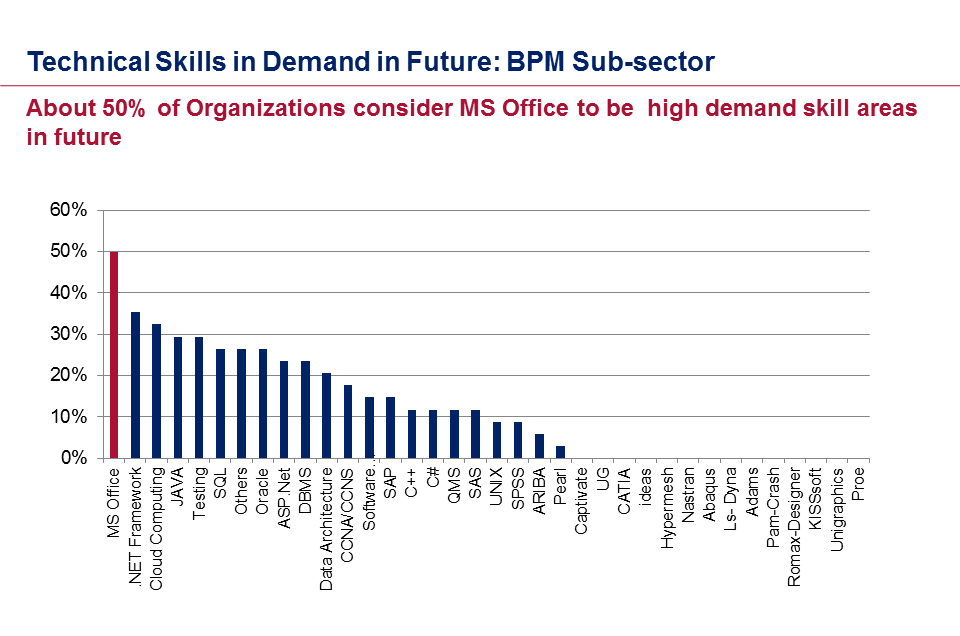 Technical Skills in Demand in Future: BPM Sub-sector
About 50% of Organizations consider MS Office to be high demand skill areas
in future
60%
50%
40%
30%
20%
10%
0%
MS Office
.NET Framework
Cloud Computing
JAVA
Testing
SQL
Others
Oracle
ASP.Net
DBMS
Data Architecture
CCNA/CCNS
Software…
SAP
C++
C#
QMS
SAS
UNIX
SPSS
ARIBA
Pearl
Captivate
UG
CATIA
ideas
Hypermesh
Nastran
Abaqus
Ls- Dyna
Adams
Pam-Crash
Romax-Designer
KISSsoft
Unigraphics
Proe